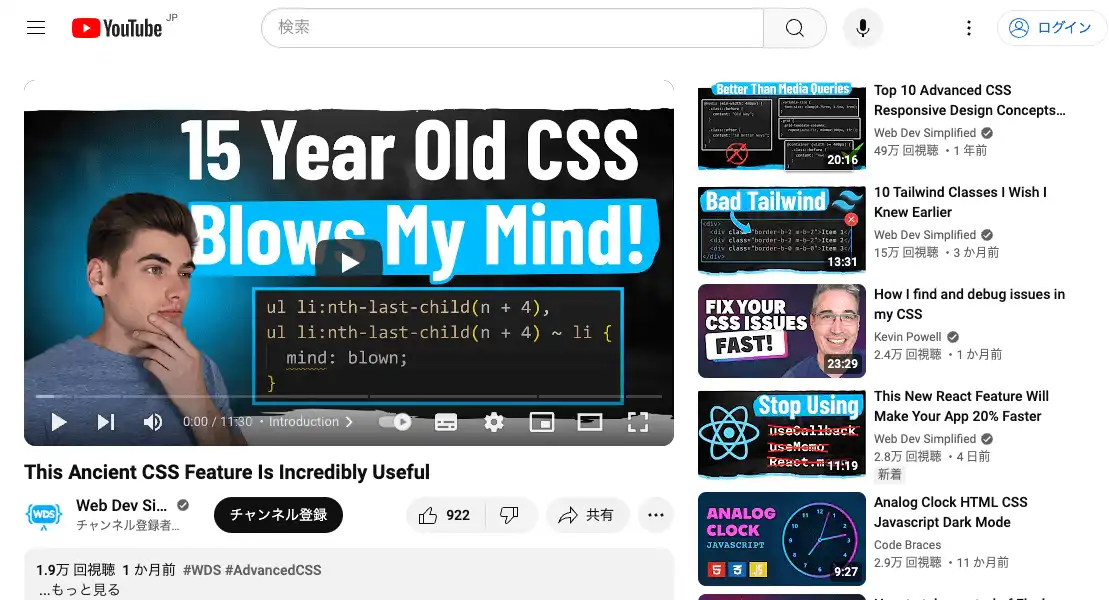 YouTube JP
検索
ログイン
15 Year Old CSS
Blows My Mind!
ul li:nth-last-child(n + 4),
ul li:nth-last-child(n + 4) ~ li {
mind: blown;
}
0:00 / 11:30 • Introduction
This Ancient CSS Feature Is Incredibly Useful
WDS
Web Dev Si...
チャンネル登録者...
チャンネル登録
922
共有
1.9万 回視聴 1 か月前 #WDS #AdvancedCSS
...もっと見る
Better Than Media Queries
20:16
Top 10 Advanced CSS
Responsive Design Concepts...
Web Dev Simplified
49万 回視聴 • 1 年前
Bad Tailwind
<div>
<div class="border-b-2 m-b-2">Item 1</
<div class="border-b-2 m-b-2">Item 2</
<div class="border-b-0 m-b-0">Item 3</
</div>
13:31
10 Tailwind Classes I Wish I
Knew Earlier
Web Dev Simplified
15万 回視聴 • 3 か月前
FIX YOUR
CSS ISSUES
FAST!
23:29
How I find and debug issues in
my CSS
Kevin Powell
2.4万 回視聴 • 1 か月前
Stop Using
useCallback
useMemo
React.m
11:19
This New React Feature Will
Make Your App 20% Faster
Web Dev Simplified
2.8万 回視聴 • 4 日前
新着
ANALOG
CLOCK
JAVASCRIPT
9:27
Analog Clock HTML CSS
Javascript Dark Mode
Code Braces
2.9万 回視聴 • 11 か月前